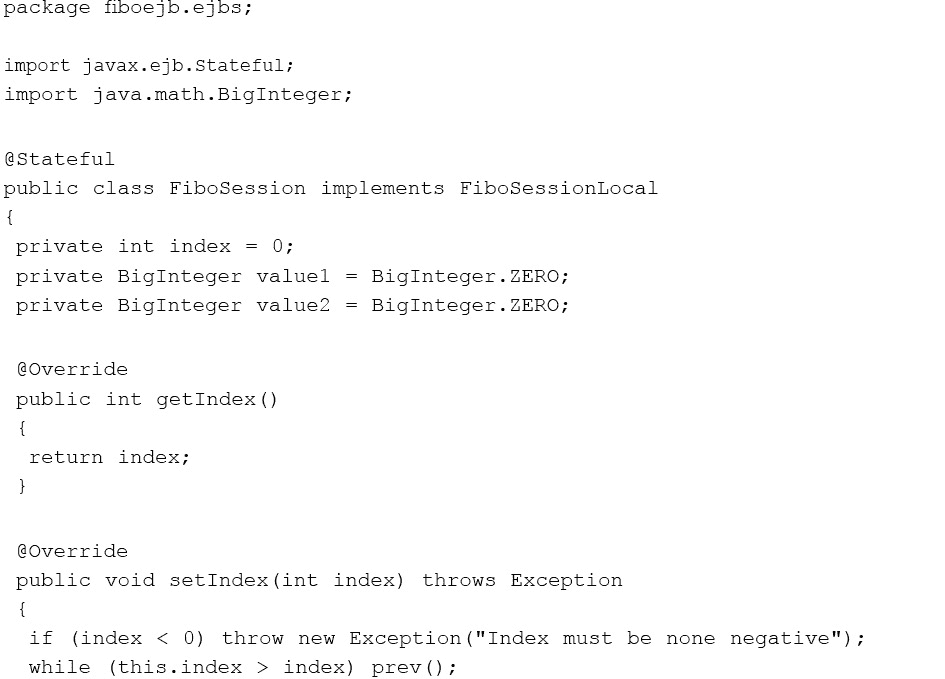 package fiboejb.ejbs;
import javax.ejb.Stateful;
import java.math.BigInteger;
@Stateful
public class FiboSession implements FiboSessionLocal
{
private int index = 0;
private BigInteger value1 = BigInteger.ZERO;
private BigInteger value2 = BigInteger.ZERO;
@Override
public int getIndex()
{
return index;
}
@Override
public void setIndex(int index) throws Exception
{
if (index < 0) throw new Exception("Index must be none negative");
while (this.index > index) prev();